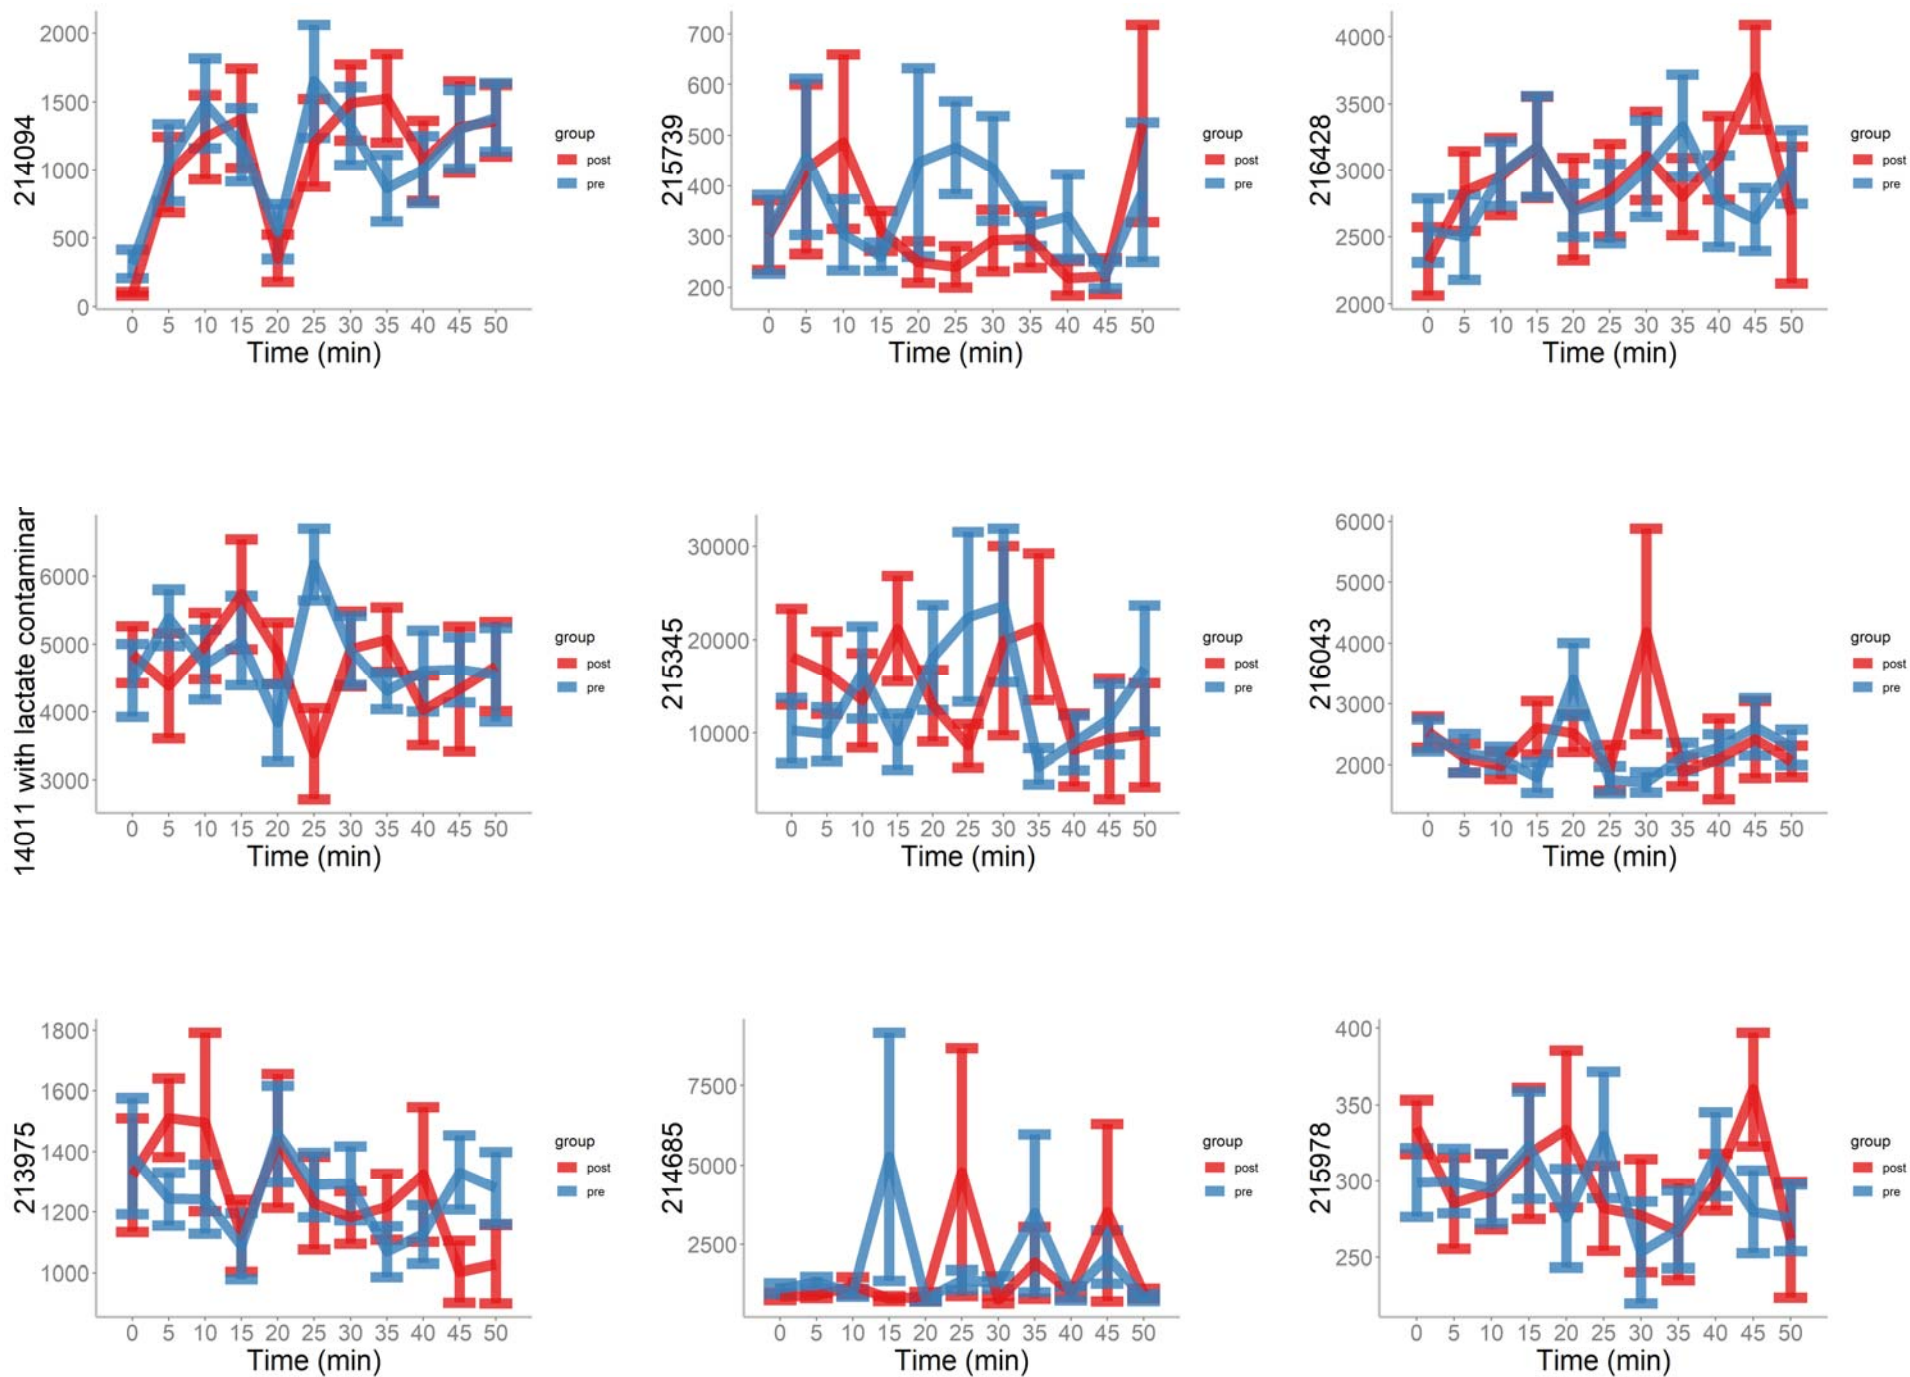 214094
2000
1500
1000
500
0
0 5 10 15 20 25 30 35 40 45 50
Time (min)
group
post
pre
215739
700
600
500
400
300
200
0 5 10 15 20 25 30 35 40 45 50
Time (min)
group
post
pre
216428
4000
3500
3000
2500
2000
0 5 10 15 20 25 30 35 40 45 50
Time (min)
group
post
pre
14011 with lactate contaminar
6000
5000
4000
3000
0 5 10 15 20 25 30 35 40 45 50
Time (min)
group
post
pre
215345
30000
20000
10000
0 5 10 15 20 25 30 35 40 45 50
Time (min)
group
post
pre
216043
6000
5000
4000
3000
2000
0 5 10 15 20 25 30 35 40 45 50
Time (min)
group
post
pre
213975
1800
1600
1400
1200
1000
0 5 10 15 20 25 30 35 40 45 50
Time (min)
group
post
pre
214685
7500
5000
2500
0 5 10 15 20 25 30 35 40 45 50
Time (min)
group
post
pre
215978
400
350
300
250
0 5 10 15 20 25 30 35 40 45 50
Time (min)
group
post
pre